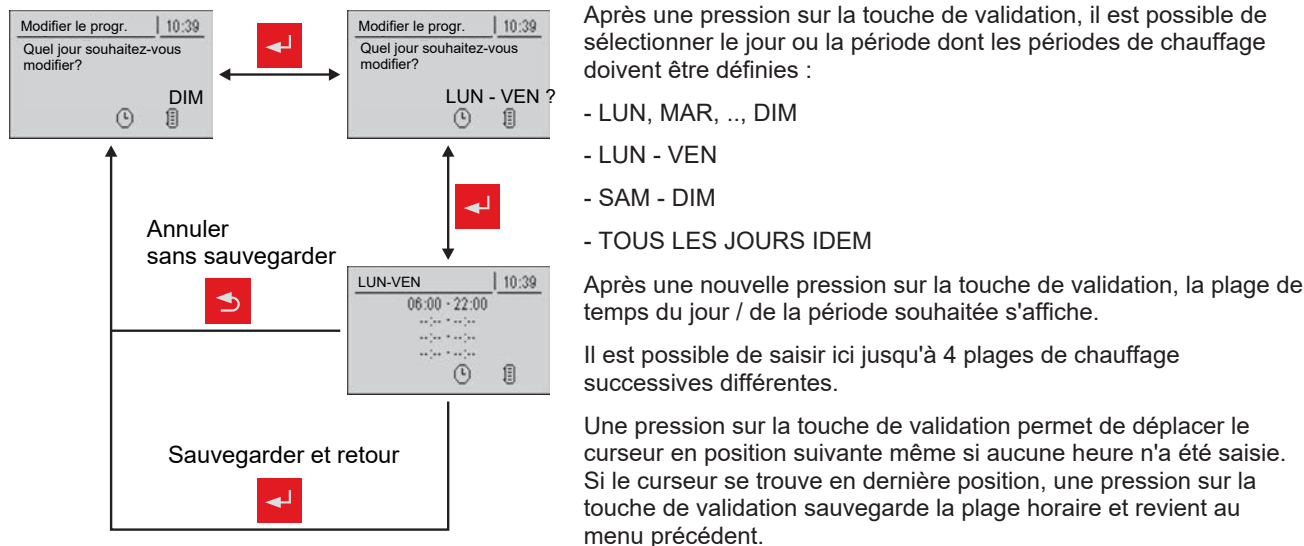 Modifier le progr. 10:39
Quel jour souhaitez-vous
modifier?
DIM
Modifier le progr. 10:39
Quel jour souhaitez-vous
modifier?
LUN - VEN ?
Annuler
sans sauvegarder
LUN-VEN 10:39
06:00 - 22:00
--:-- - --:--
--:-- - --:--
--:-- - --:--
Sauvegarder et retour
Après une pression sur la touche de validation, il est possible de
sélectionner le jour ou la période dont les périodes de chauffage
doivent être définies :
- LUN, MAR, .., DIM
- LUN - VEN
- SAM - DIM
- TOUS LES JOURS IDEM
Après une nouvelle pression sur la touche de validation, la plage de
temps du jour / de la période souhaitée s'affiche.
Il est possible de saisir ici jusqu'à 4 plages de chauffage
successives différentes.
Une pression sur la touche de validation permet de déplacer le
curseur en position suivante même si aucune heure n'a été saisie.
Si le curseur se trouve en dernière position, une pression sur la
touche de validation sauvegarde la plage horaire et revient au
menu précédent.